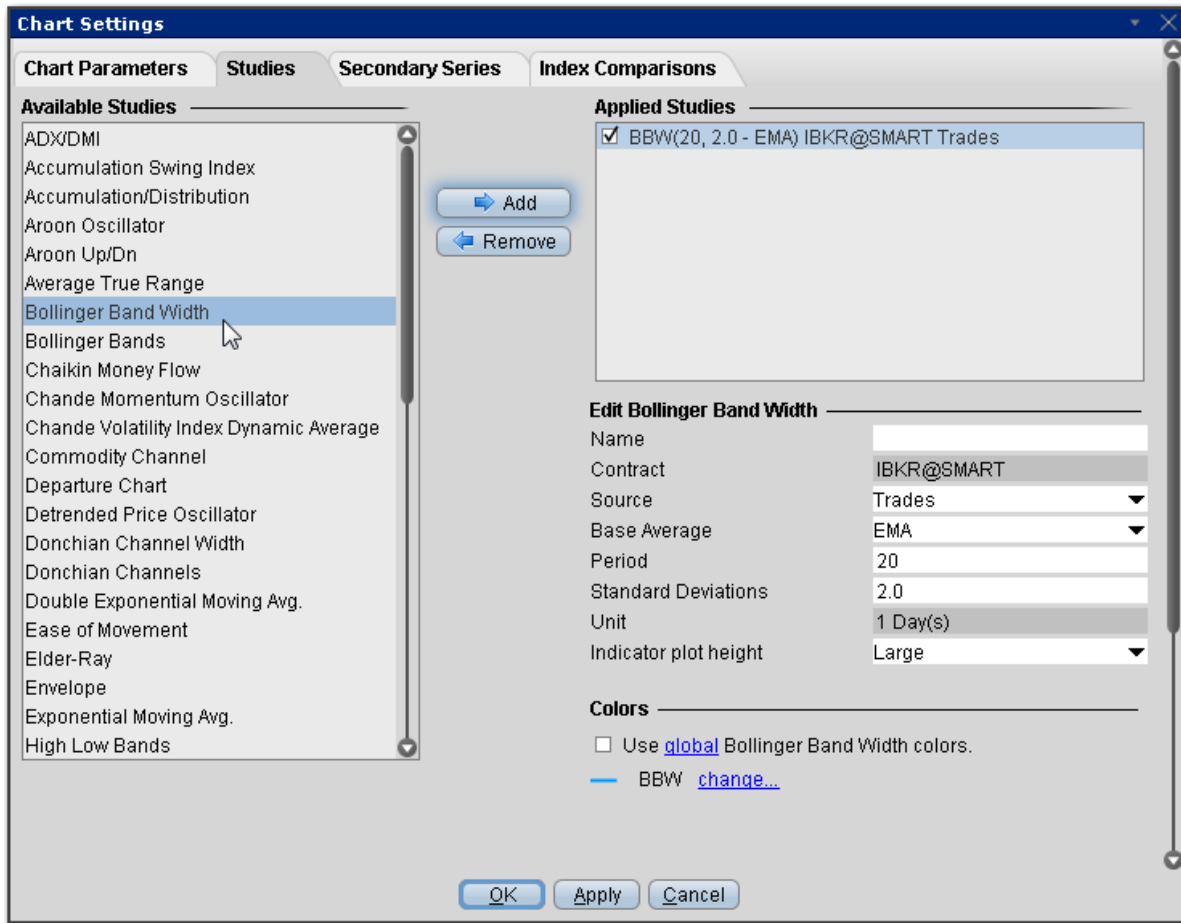 Chart Settings
Chart Parameters Studies Secondary Series Index Comparisons
Available Studies
ADX/DMI
Accumulation Swing Index
Accumulation/Distribution
Aroon Oscillator
Aroon Up/Dn
Average True Range
Bollinger Band Width
Bollinger Bands
Chaikin Money Flow
Chande Momentum Oscillator
Chande Volatility Index Dynamic Average
Commodity Channel
Departure Chart
Detrended Price Oscillator
Donchian Channel Width
Donchian Channels
Double Exponential Moving Avg.
Ease of Movement
Elder-Ray
Envelope
Exponential Moving Avg.
High Low Bands
Add
Remove
Applied Studies
BBW(20, 2.0 - EMA) IBKR@SMART Trades
Edit Bollinger Band Width
Name
Contract IBKR@SMART
Source Trades
Base Average EMA
Period 20
Standard Deviations 2.0
Unit 1 Day(s)
Indicator plot height Large
Colors
Use global Bollinger Band Width colors.
BBW change...
OK Apply Cancel